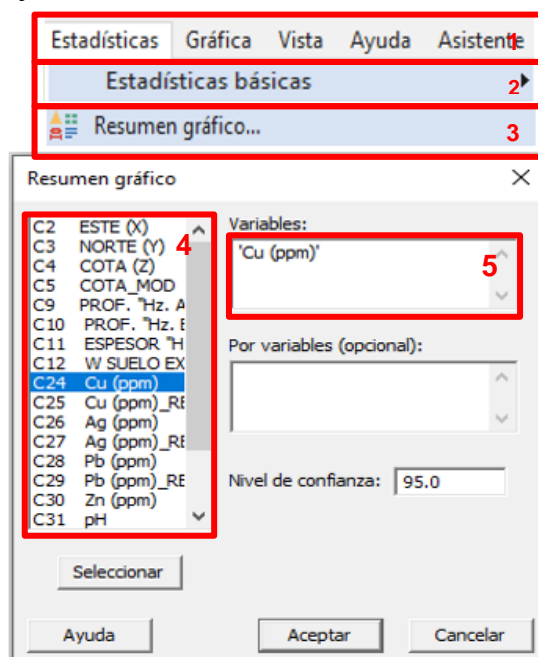 Estadísticas Gráfica Vista Ayuda Asistente 1
Estadísticas básicas 2
Resumen gráfico... 3
Resumen gráfico
C2 ESTE (X)
C3 NORTE (Y) 4
C4 COTA (Z)
C5 COTA_MOD
C9 PROF. "Hz. A
C10 PROF. "Hz. E
C11 ESPESOR "H
C12 W SUELO EX
C24 Cu (ppm)
C25 Cu (ppm)_RE
C26 Ag (ppm)
C27 Ag (ppm)_RE
C28 Pb (ppm)
C29 Pb (ppm)_RE
C30 Zn (ppm)
C31 pH
Seleccionar
Variables:
'Cu (ppm)' 5
Por variables (opcional):
Nivel de confianza: 95.0
Ayuda Aceptar Cancelar